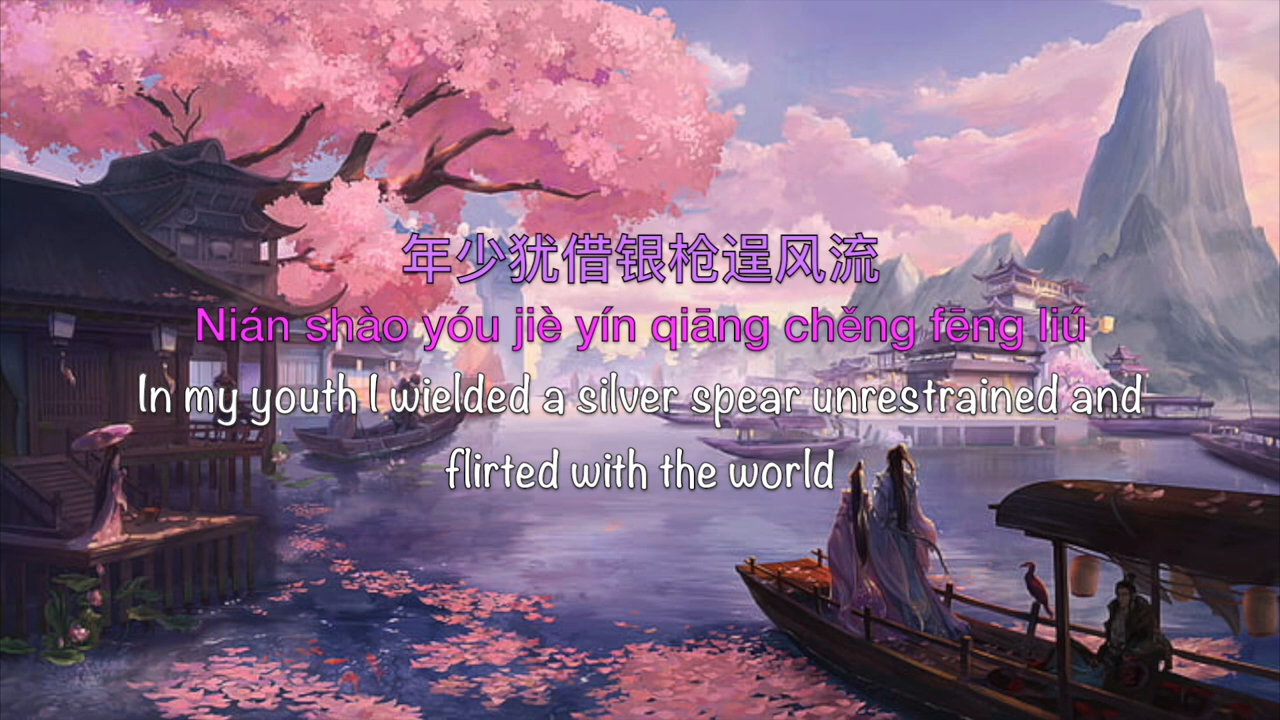 年少犹借银枪逞风流
Nián shào yóu jiè yín qiāng chěng fēng liú
In my youth I wielded a silver spear unrestrained and
flirted with the world